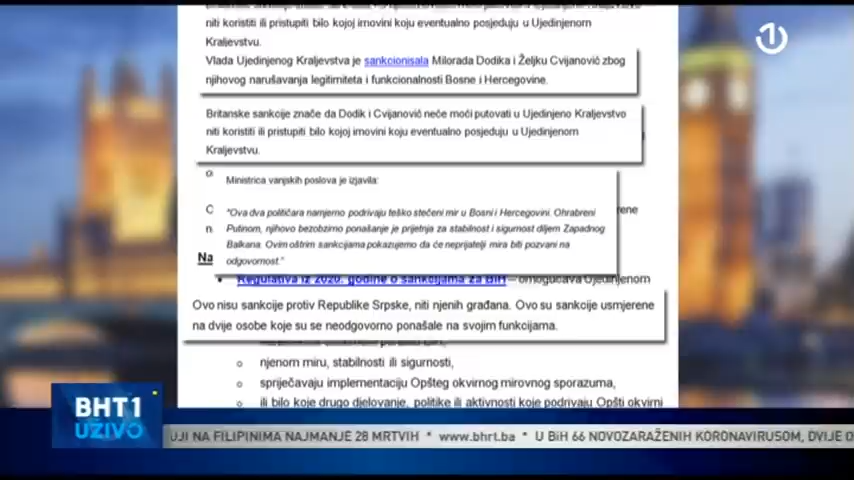 niti koristiti ili pristupiti bilo kojoj imovini koju eventualno posjeduju u Ujedinjenom
Kraljevstvu.
Vlada Ujedinjenog Kraljevstva je sankcionisala Milorada Dodika i Željku Cvijanović zbog
njihovog narušavanja legitimiteta i funkcionalnosti Bosne i Hercegovine.
Britanske sankcije znače da Dodik i Cvijanović neće moći putovati u Ujedinjeno Kraljevstvo
niti koristiti ili pristupiti bilo kojoj imovini koju eventualno posjeduju u Ujedinjenom
Kraljevstvu.
Ministrica vanjskih poslova je izjavila:
"Ova dva političara namjerno podrivaju teško stečeni mir u Bosni i Hercegovini. Ohrabreni
Putinom, njihovo bezobzirno ponašanje je prijetnja za stabilnost i sigurnost diljem Zapadnog
Balkana. Ovim oštrim sankcijama pokazujemo da će neprijatelji mira biti pozvani na
odgovornost."
Na
Regulativa iz 2020. godine o sankcijama za BiH – omogućava Ujedinjenom
Ovo nisu sankcije protiv Republike Srpske, niti njenih građana. Ovo su sankcije usmjerene
na dvije osobe koje su se neodgovorno ponašale na svojim funkcijama.
o njenom miru, stabilnosti ili sigurnosti,
o spriječavaju implementaciju Opšteg okvirnog mirovnog sporazuma,
o ili bilo koje drugo djelovanje, politike ili aktivnosti koje podrivaju Opšti okvirni
BHT1
UŽIVO
UJI NA FILIPINIMA NAJMANJE 28 MRTVIH * www.bhrt.ba * U BiH 66 NOVOZARAŽENIH KORONAVIRUSOM, DVIJE O